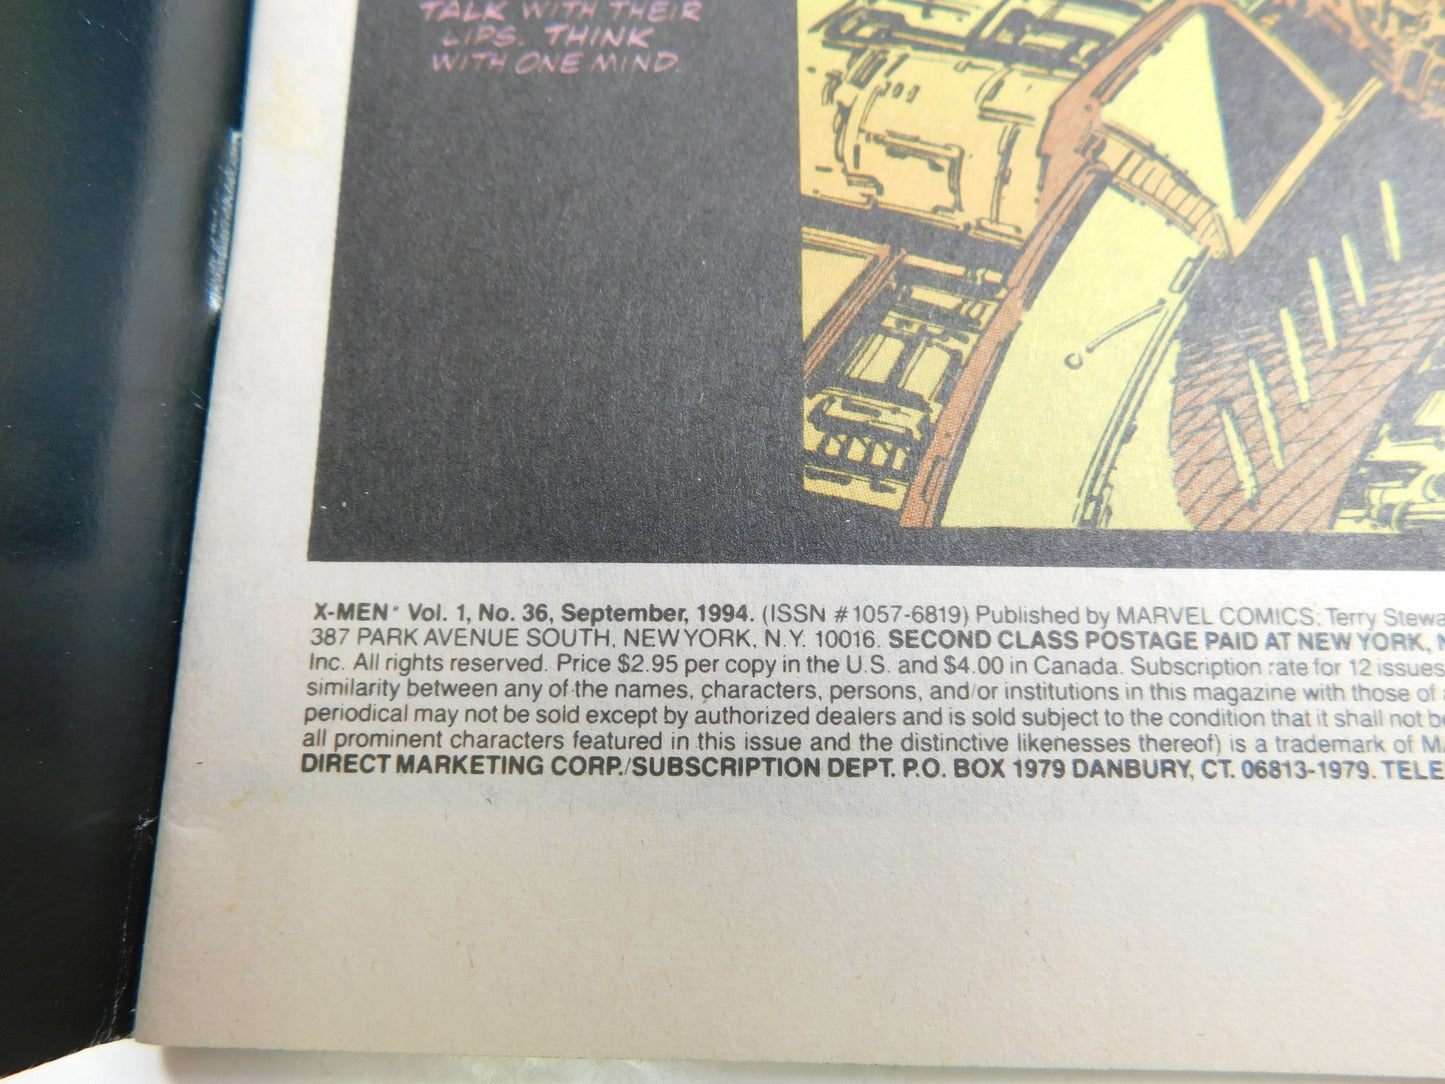 TALK WITH THEIR
LIPS. THINK
WITH ONE MIND.
X-MEN® Vol. 1, No. 36, September, 1994. (ISSN #1057-6819) Published by MARVEL COMICS; Terry Stewa
387 PARK AVENUE SOUTH, NEW YORK, N.Y. 10016. SECOND CLASS POSTAGE PAID AT NEW YORK, N
Inc. All rights reserved. Price $2.95 per copy in the U.S. and $4.00 in Canada. Subscription rate for 12 issues
similarity between any of the names, characters, persons, and/or institutions in this magazine with those of a
periodical may not be sold except by authorized dealers and is sold subject to the condition that it shall not be
all prominent characters featured in this issue and the distinctive likenesses thereof) is a trademark of MA
DIRECT MARKETING CORP./SUBSCRIPTION DEPT. P.O. BOX 1979 DANBURY, CT. 06813-1979. TELE